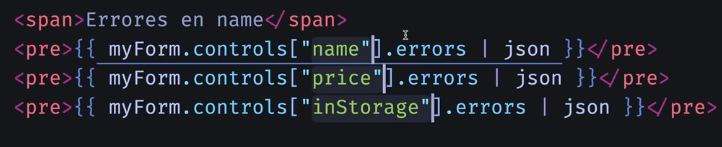 <span>Errores en name</span>
<pre>{{ myForm.controls["name"].errors | json }}</pre>
<pre>{{ myForm.controls["price"].errors | json }}</pre>
<pre>{{ myForm.controls["inStorage"].errors | json }}</pre>